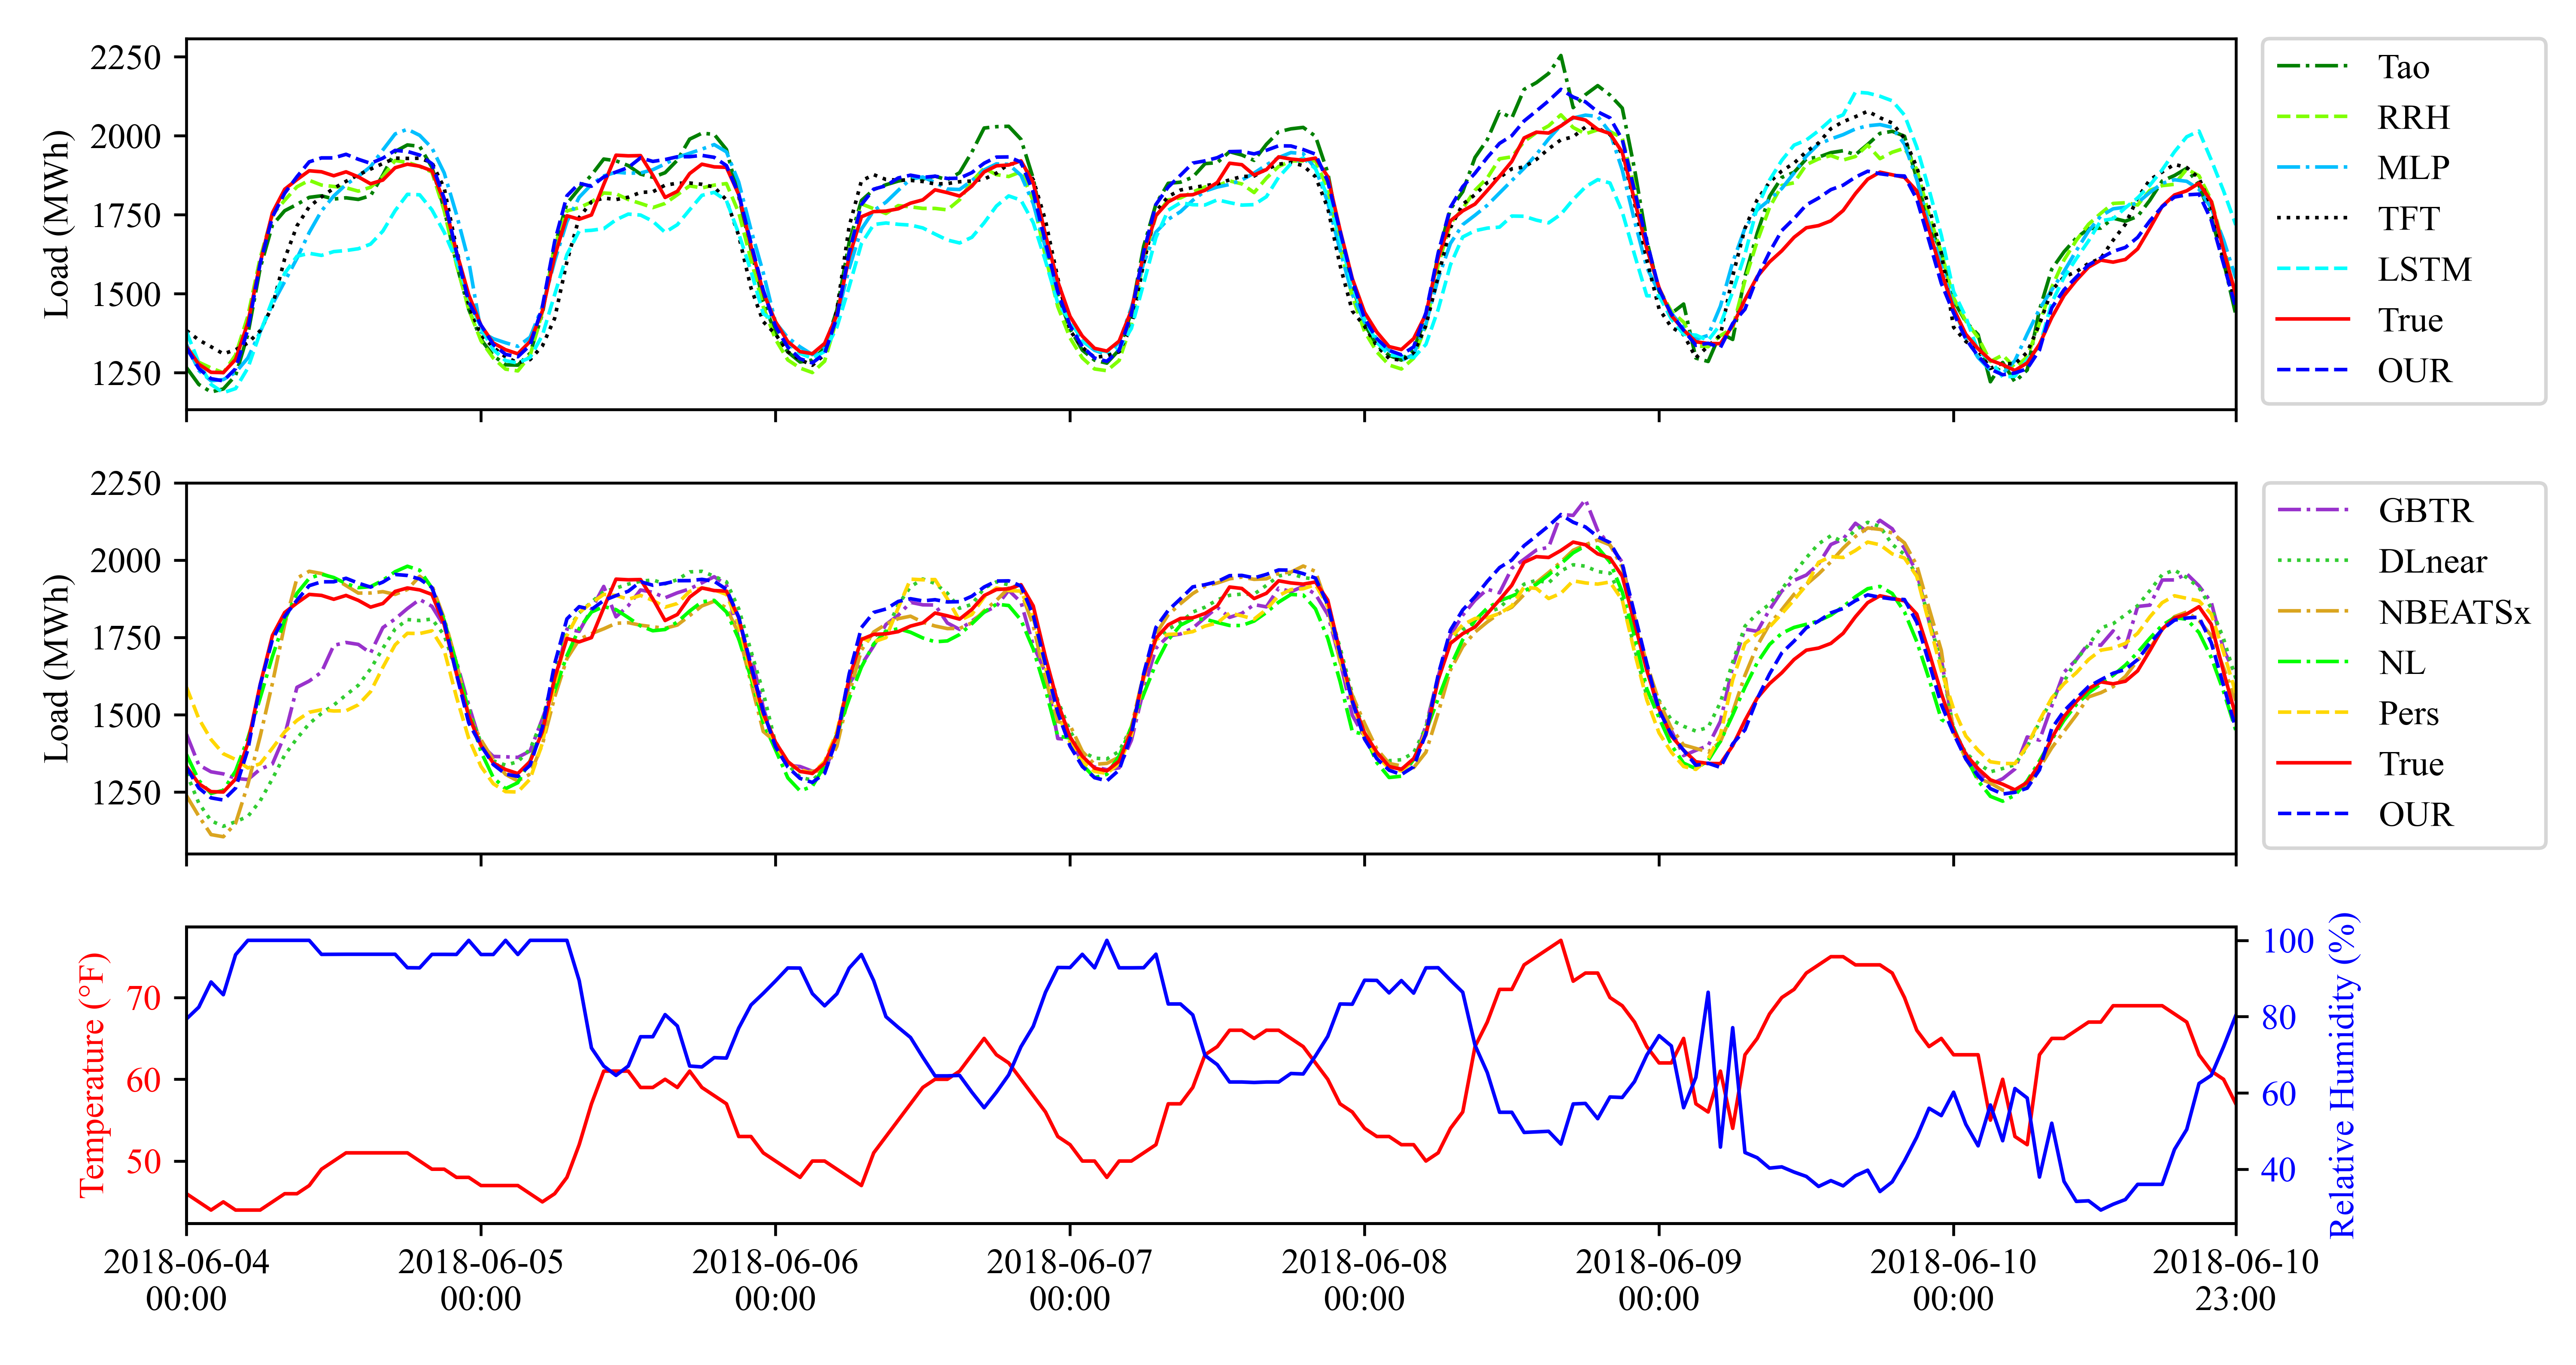 2250
2000
1750
1500
1250
Load (MWh)
Tao
RRH
MLP
TFT
LSTM
True
OUR
2250
2000
1750
1500
1250
Load (MWh)
GBTR
DLnear
NBEATSx
NL
Pers
True
OUR
70
60
50
Temperature (°F)
100
80
60
40
Relative Humidity (%)
2018-06-04
00:00
2018-06-05
00:00
2018-06-06
00:00
2018-06-07
00:00
2018-06-08
00:00
2018-06-09
00:00
2018-06-10
00:00
2018-06-10
23:00